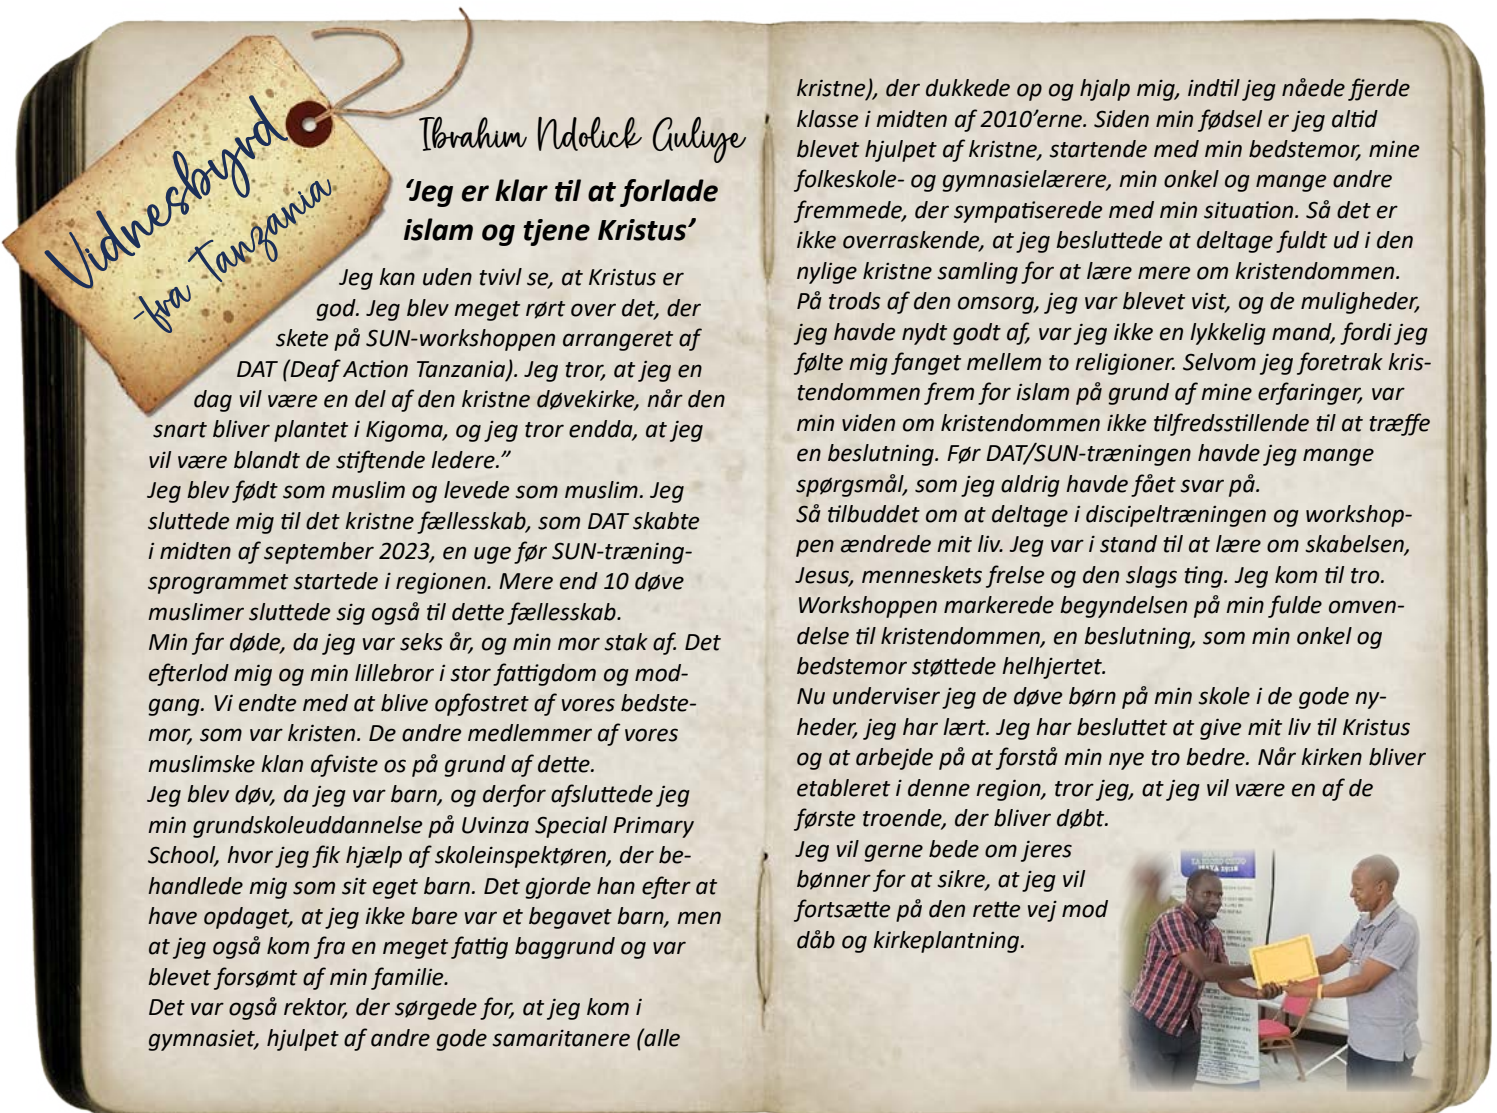 Vidnesbyrd
-fra Tanzania
Ibrahim Ndolick Guliye
‘Jeg er klar til at forlade
islam og tjene Kristus’
Jeg kan uden tvivl se, at Kristus er
god. Jeg blev meget rørt over det, der
skete på SUN-workshoppen arrangeret af
DAT (Deaf Action Tanzania). Jeg tror, at jeg en
dag vil være en del af den kristne døvekirke, når den
snart bliver plantet i Kigoma, og jeg tror endda, at jeg
vil være blandt de stiftende ledere.”
Jeg blev født som muslim og levede som muslim. Jeg
sluttede mig til det kristne fællesskab, som DAT skabte
i midten af september 2023, en uge før SUN-træning-
sprogrammet startede i regionen. Mere end 10 døve
muslimer sluttede sig også til dette fællesskab.
Min far døde, da jeg var seks år, og min mor stak af. Det
efterlod mig og min lillebror i stor fattigdom og mod-
gang. Vi endte med at blive opfostret af vores bedste-
mor, som var kristen. De andre medlemmer af vores
muslimske klan afviste os på grund af dette.
Jeg blev døv, da jeg var barn, og derfor afsluttede jeg
min grundskoleuddannelse på Uvinza Special Primary
School, hvor jeg fik hjælp af skoleinspektøren, der be-
handlede mig som sit eget barn. Det gjorde han efter at
have opdaget, at jeg ikke bare var et begavet barn, men
at jeg også kom fra en meget fattig baggrund og var
blevet forsømt af min familie.
Det var også rektor, der sørgede for, at jeg kom i
gymnasiet, hjulpet af andre gode samaritanere (alle
kristne), der dukkede op og hjalp mig, indtil jeg nåede fjerde
klasse i midten af 2010’erne. Siden min fødsel er jeg altid
blevet hjulpet af kristne, startende med min bedstemor, mine
folkeskole- og gymnasielærere, min onkel og mange andre
fremmede, der sympatiserede med min situation. Så det er
ikke overraskende, at jeg besluttede at deltage fuldt ud i den
nylige kristne samling for at lære mere om kristendommen.
På trods af den omsorg, jeg var blevet vist, og de muligheder,
jeg havde nydt godt af, var jeg ikke en lykkelig mand, fordi jeg
følte mig fanget mellem to religioner. Selvom jeg foretrak kris-
tendommen frem for islam på grund af mine erfaringer, var
min viden om kristendommen ikke tilfredsstillende til at træffe
en beslutning. Før DAT/SUN-træningen havde jeg mange
spørgsmål, som jeg aldrig havde fået svar på.
Så tilbuddet om at deltage i discipeltræningen og workshop-
pen ændrede mit liv. Jeg var i stand til at lære om skabelsen,
Jesus, menneskets frelse og den slags ting. Jeg kom til tro.
Workshoppen markerede begyndelsen på min fulde omven-
delse til kristendommen, en beslutning, som min onkel og
bedstemor støttede helhjertet.
Nu underviser jeg de døve børn på min skole i de gode ny-
heder, jeg har lært. Jeg har besluttet at give mit liv til Kristus
og at arbejde på at forstå min nye tro bedre. Når kirken bliver
etableret i denne region, tror jeg, at jeg vil være en af de
første troende, der bliver døbt.
Jeg vil gerne bede om jeres
bønner for at sikre, at jeg vil
fortsætte på den rette vej mod
dåb og kirkeplantning.